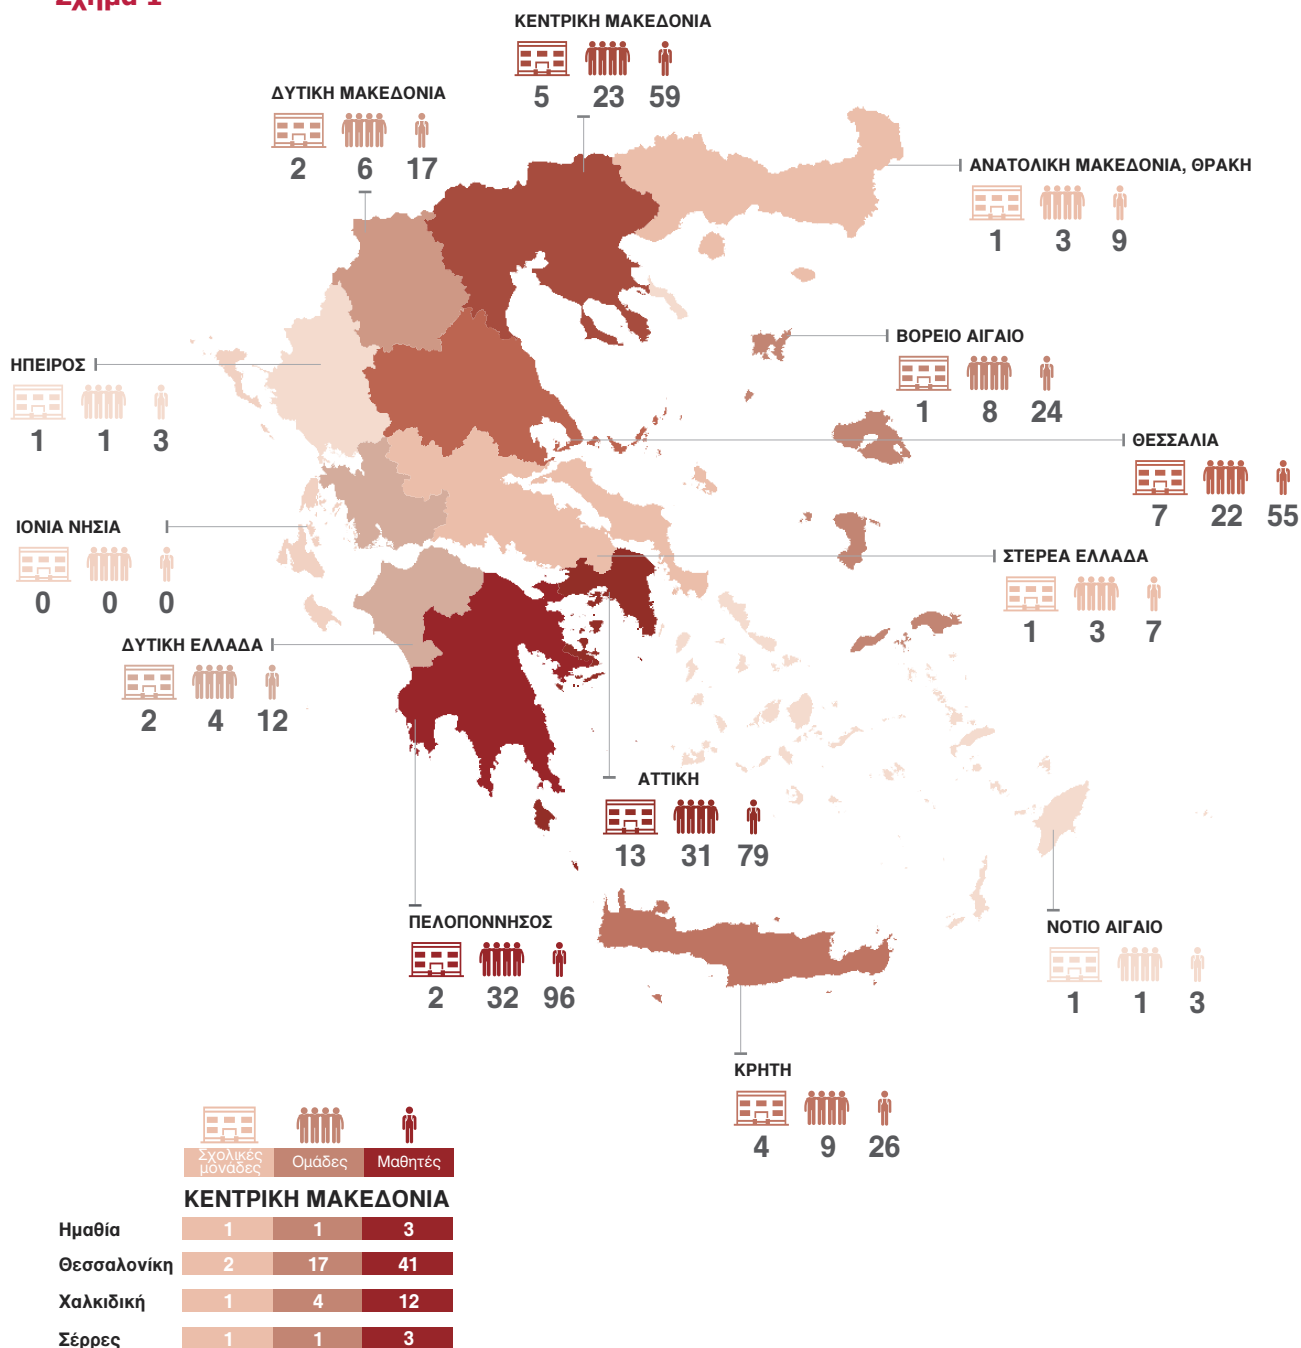 Σχήμα 1
ΚΕΝΤΡΙΚΗ ΜΑΚΕΔΟΝΙΑ
5 23 59
ΔΥΤΙΚΗ ΜΑΚΕΔΟΝΙΑ
2 6 17
ΑΝΑΤΟΛΙΚΗ ΜΑΚΕΔΟΝΙΑ, ΘΡΑΚΗ
1 3 9
ΒΟΡΕΙΟ ΑΙΓΑΙΟ
1 8 24
ΗΠΕΙΡΟΣ
1 1 3
ΘΕΣΣΑΛΙΑ
7 22 55
ΙΟΝΙΑ ΝΗΣΙΑ
0 0 0
ΣΤΕΡΕΑ ΕΛΛΑΔΑ
1 3 7
ΔΥΤΙΚΗ ΕΛΛΑΔΑ
2 4 12
ΑΤΤΙΚΗ
13 31 79
ΠΕΛΟΠΟΝΝΗΣΟΣ
2 32 96
ΝΟΤΙΟ ΑΙΓΑΙΟ
1 1 3
ΚΡΗΤΗ
4 9 26
Σχολικές
μονάδες Ομάδες Μαθητές
ΚΕΝΤΡΙΚΗ ΜΑΚΕΔΟΝΙΑ
Ημαθία 1 1 3
Θεσσαλονίκη 2 17 41
Χαλκιδική 1 4 12
Σέρρες 1 1 3